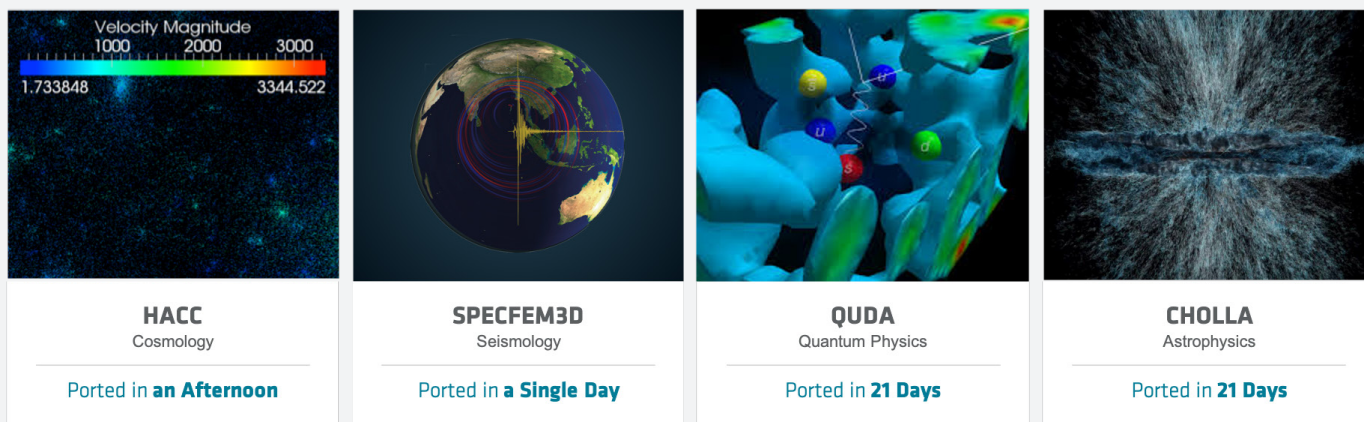 Velocity Magnitude
1000 2000 3000
1.733848 3344.522
s̄
u
u
d
s
HACC
Cosmology
Ported in an Afternoon
SPECFEM3D
Seismology
Ported in a Single Day
QUDA
Quantum Physics
Ported in 21 Days
CHOLLA
Astrophysics
Ported in 21 Days